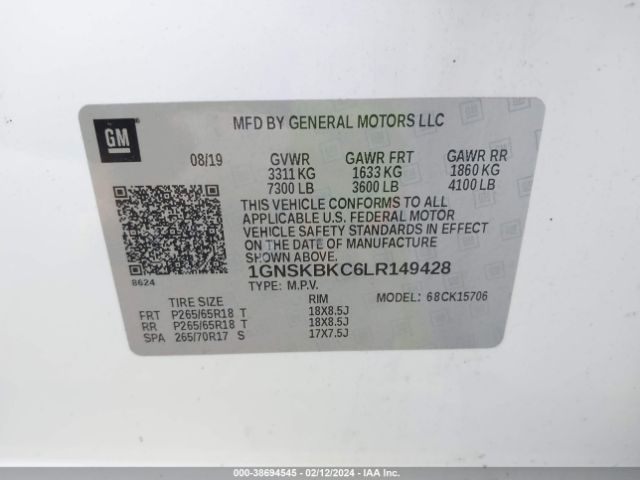 GM
MFD BY GENERAL MOTORS LLC
08/19 GVWR GAWR FRT GAWR RR
3311 KG 1633 KG 1860 KG
7300 LB 3600 LB 4100 LB
THIS VEHICLE CONFORMS TO ALL
APPLICABLE U.S. FEDERAL MOTOR
VEHICLE SAFETY STANDARDS IN EFFECT
ON THE DATE OF MANUFACTURE
SHOWN ABOVE.
1GNSKBKC6LR149428
8624
TYPE: M.P.V.
TIRE SIZE RIM MODEL: 68CK15706
FRT P265/65R18 T 18X8.5J
RR P265/65R18 T 18X8.5J
SPA 265/70R17 S 17X7.5J
000-38694545 - 02/12/2024 - IAA, Inc.